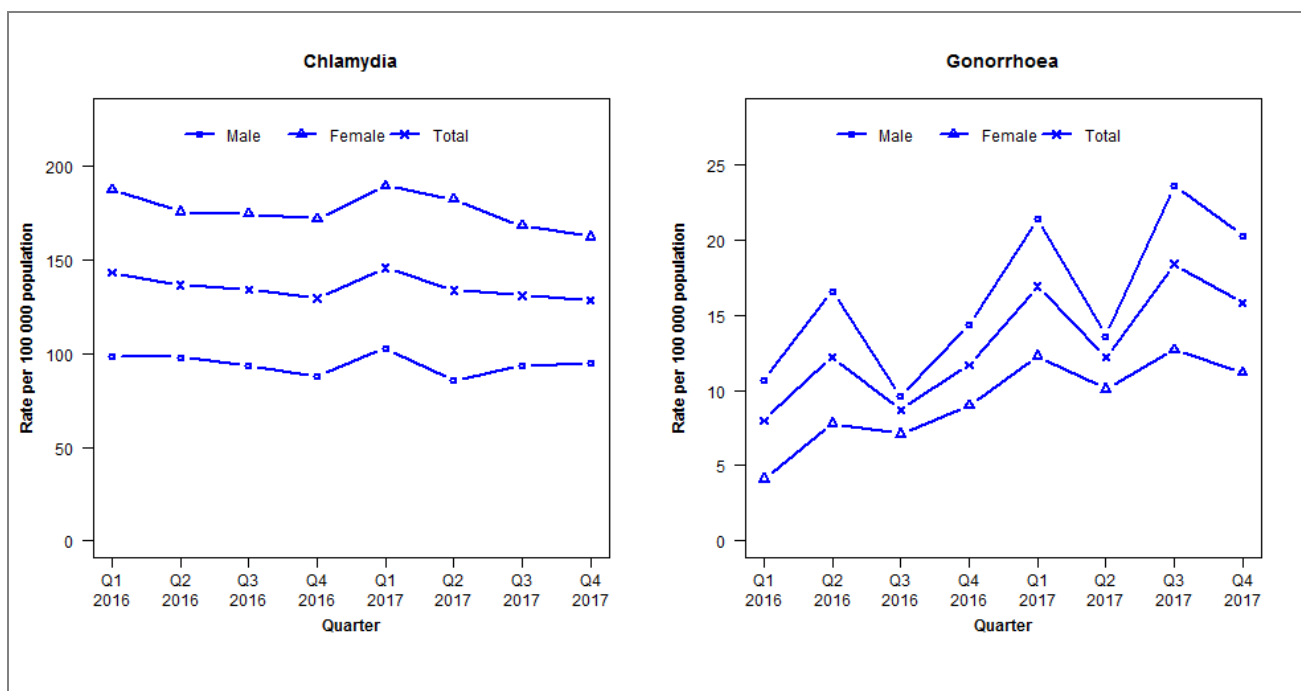 Chlamydia
Male Female Total
Rate per 100 000 population
200
150
100
50
0
Q1 Q2 Q3 Q4 Q1 Q2 Q3 Q4
2016 2016 2016 2016 2017 2017 2017 2017
Quarter
Gonorrhoea
Male Female Total
Rate per 100 000 population
25
20
15
10
5
0
Q1 Q2 Q3 Q4 Q1 Q2 Q3 Q4
2016 2016 2016 2016 2017 2017 2017 2017
Quarter